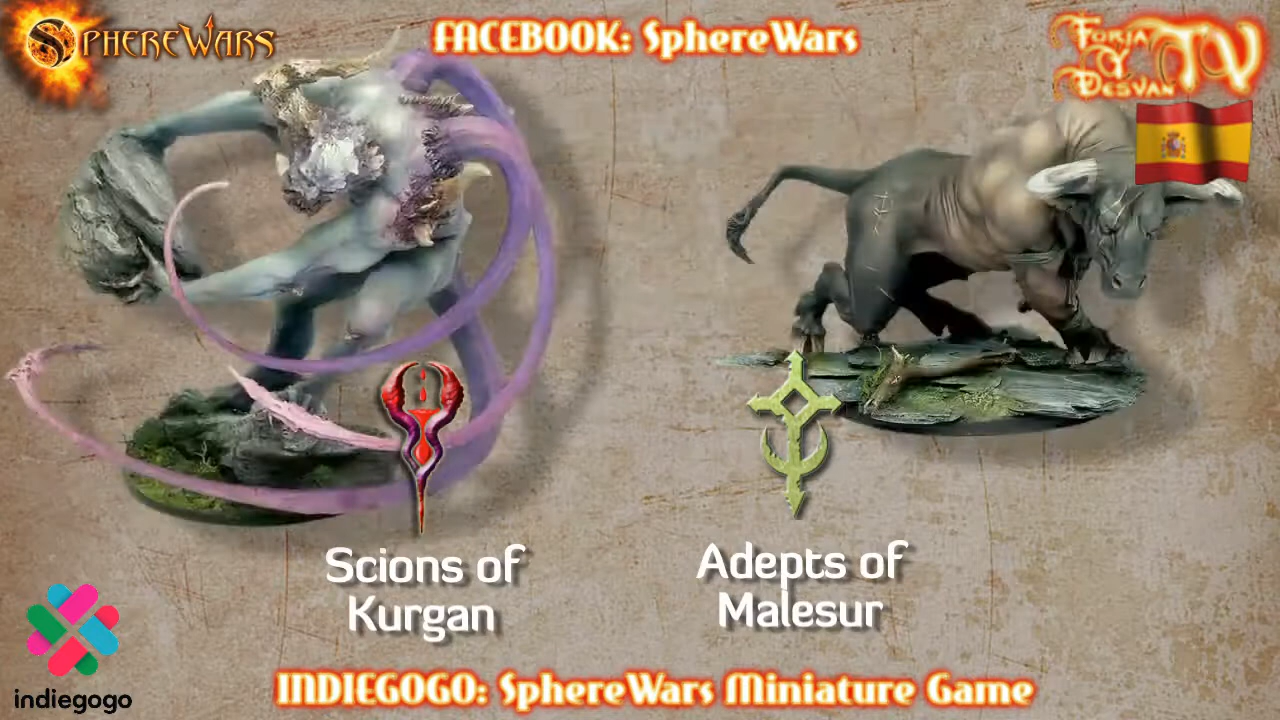 SPHEREWARS
FACEBOOK: SphereWars
FORJA
Y
DESVAN
TV
Scions of
Kurgan
Adepts of
Malesur
indiegogo
INDIEGOGO: SphereWars Miniature Game